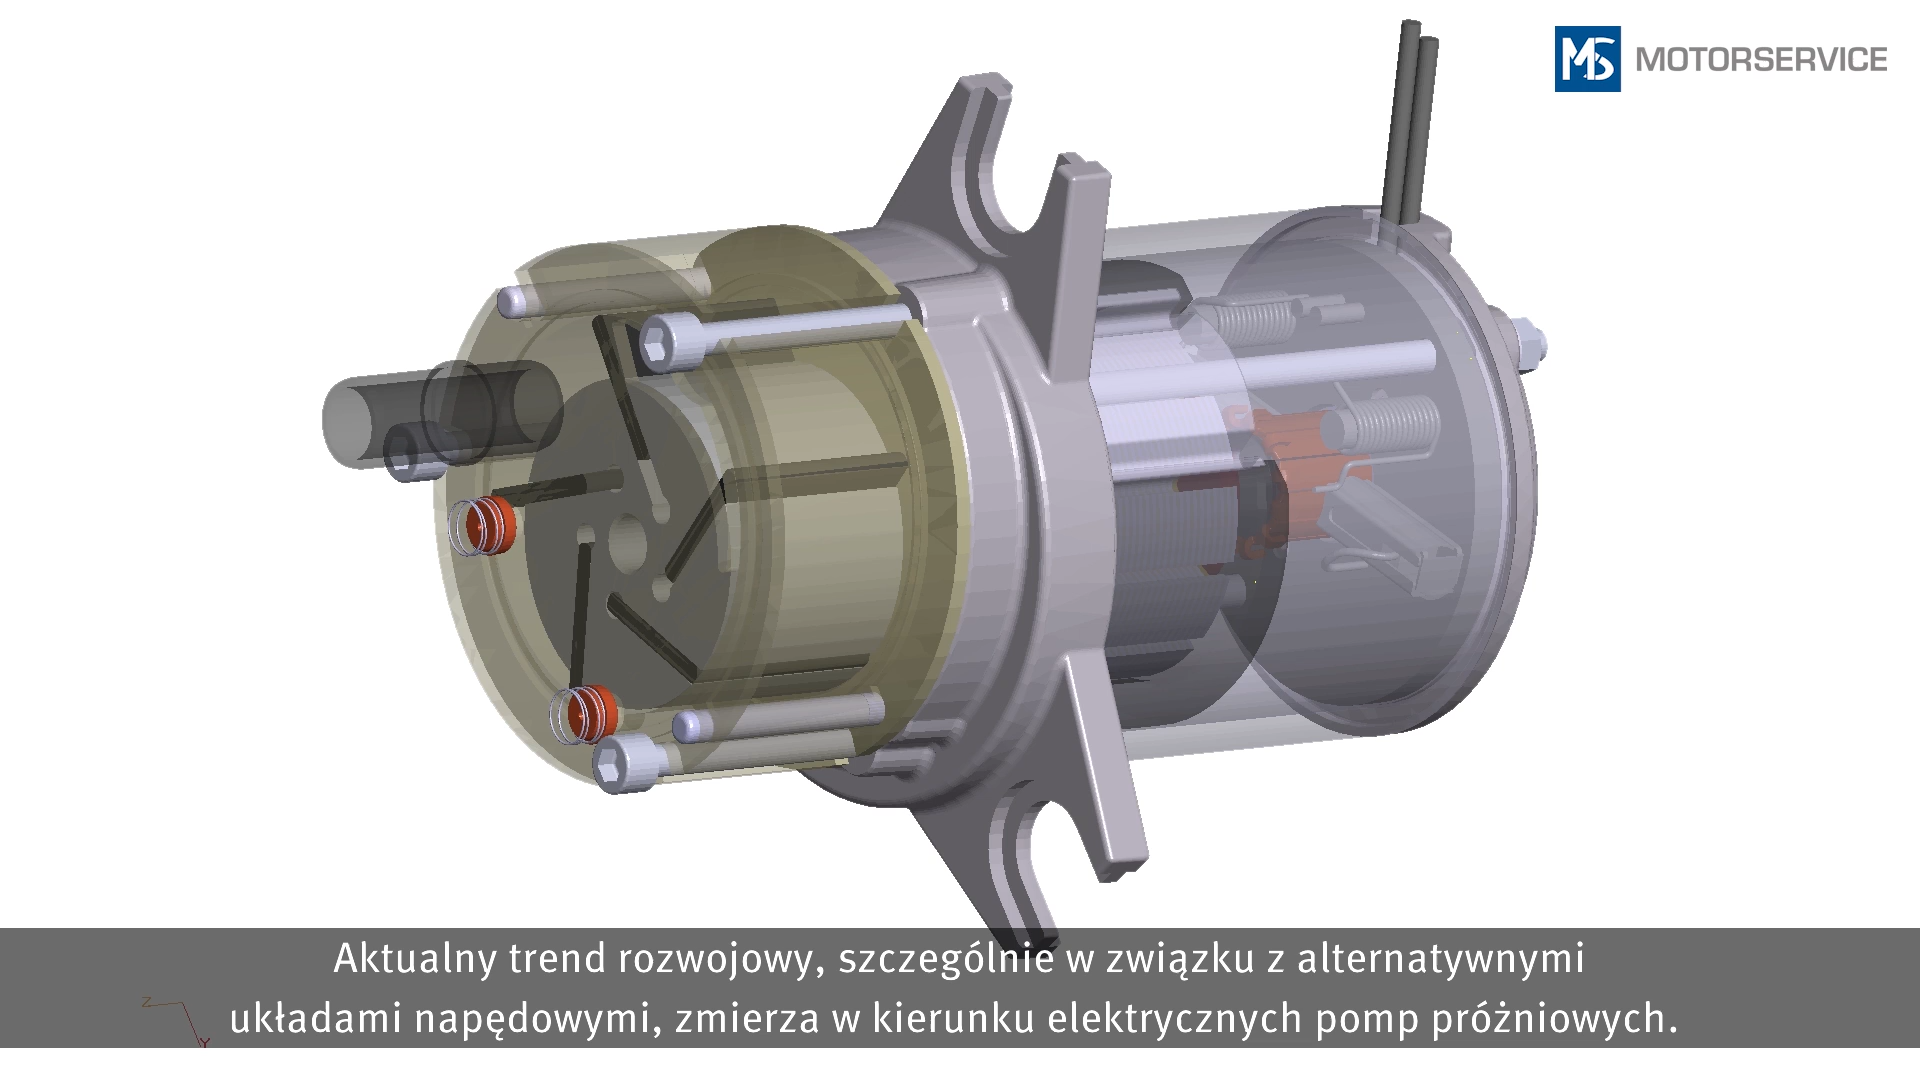 MS MOTORSERVICE
Aktualny trend rozwojowy, szczególnie w związku z alternatywnymi
układami napędowymi, zmierza w kierunku elektrycznych pomp próżniowych.
Z
Y